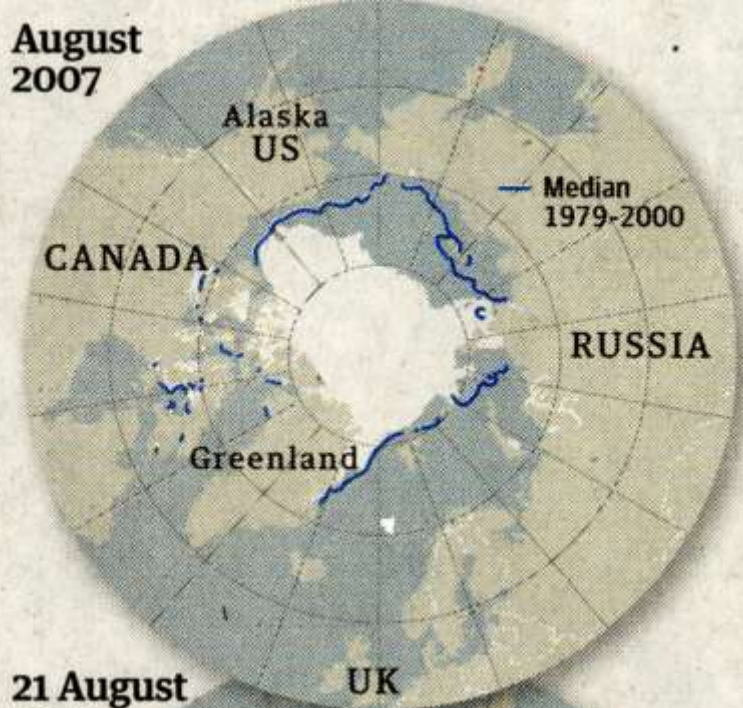 August
2007
Alaska
US
Median
1979-2000
CANADA
RUSSIA
Greenland
UK
21 August